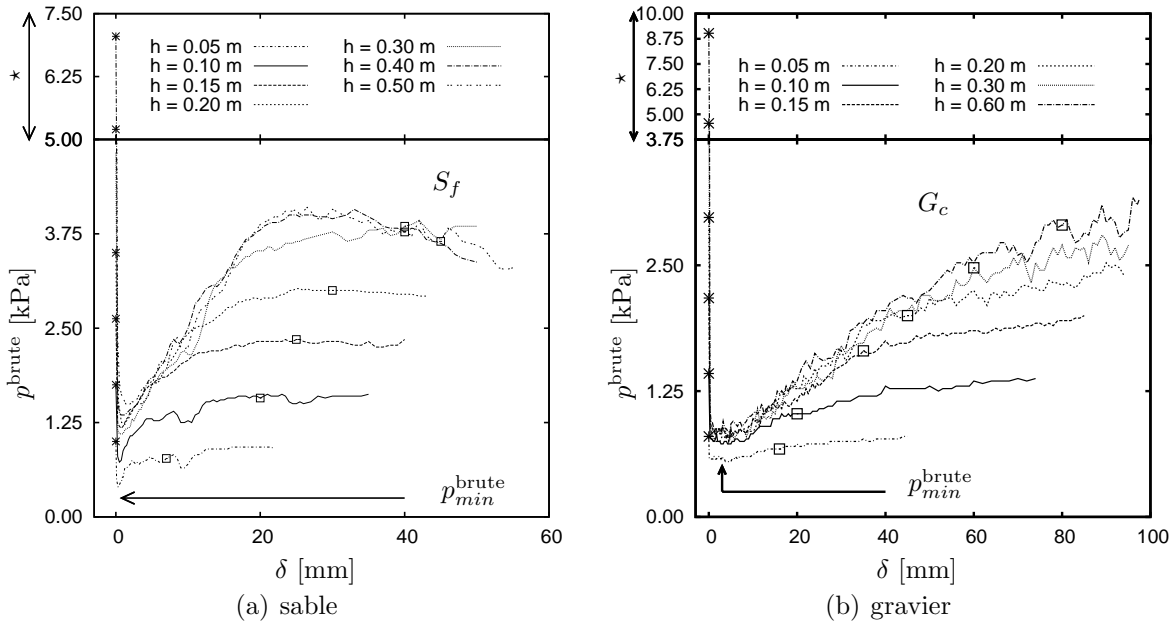 7.50
6.25
5.00
3.75
2.50
1.25
0.00
⋆
p^brute [kPa]
h = 0.05 m
h = 0.10 m
h = 0.15 m
h = 0.20 m
h = 0.30 m
h = 0.40 m
h = 0.50 m
S_f
p_min^brute
0 20 40 60
δ [mm]
(a) sable
10.00
8.75
7.50
6.25
5.00
3.75
2.50
1.25
0.00
⋆
p^brute [kPa]
h = 0.05 m
h = 0.10 m
h = 0.15 m
h = 0.20 m
h = 0.30 m
h = 0.60 m
G_c
p_min^brute
0 20 40 60 80 100
δ [mm]
(b) gravier